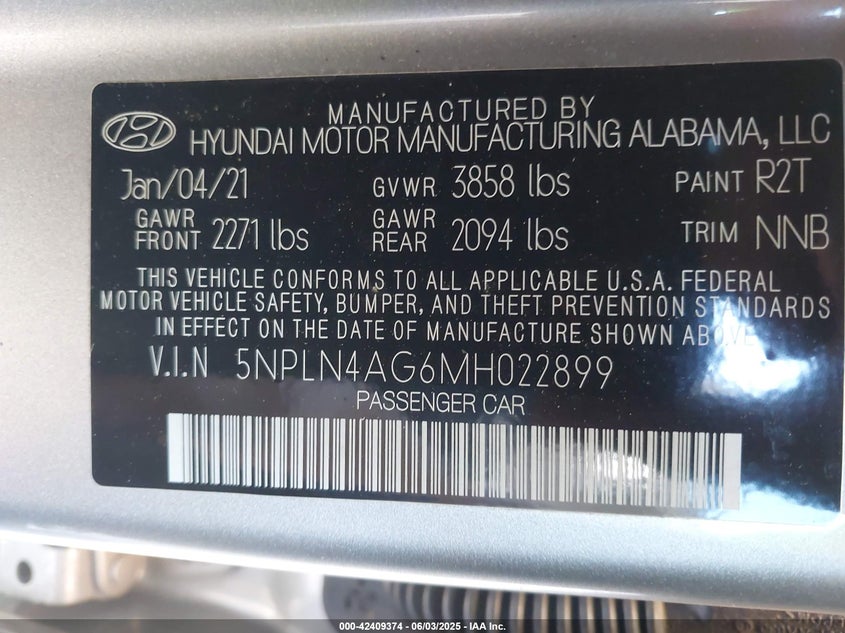 MANUFACTURED BY
HYUNDAI MOTOR MANUFACTURING ALABAMA, LLC
Jan/04/21 GVWR 3858 lbs PAINT R2T
GAWR FRONT 2271 lbs GAWR REAR 2094 lbs TRIM NNB
THIS VEHICLE CONFORMS TO ALL APPLICABLE U.S.A. FEDERAL
MOTOR VEHICLE SAFETY, BUMPER, AND THEFT PREVENTION STANDARDS
IN EFFECT ON THE DATE OF MANUFACTURE SHOWN ABOVE
V.I.N 5NPLN4AG6MH022899
PASSENGER CAR
000-42409374 - 06/03/2025 - IAA Inc.